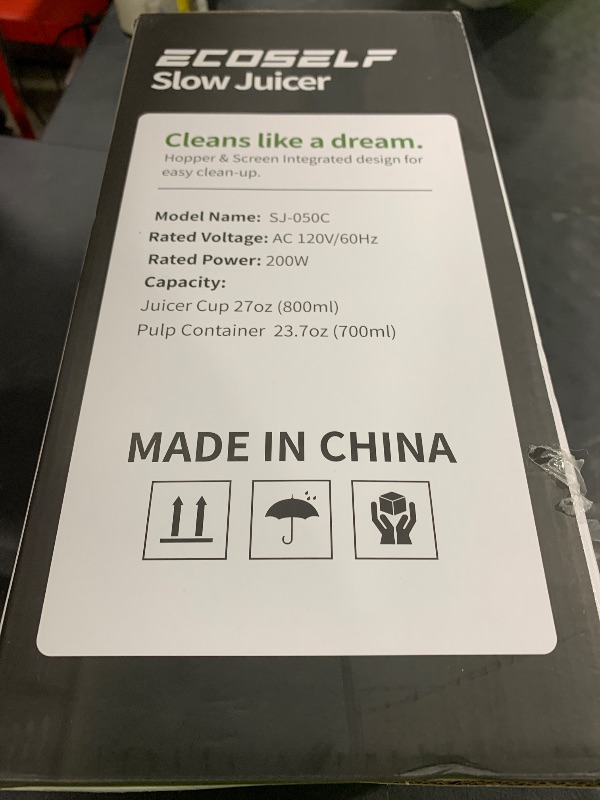 ECOSELF
Slow Juicer
Cleans like a dream.
Hopper & Screen Integrated design for
easy clean-up.
Model Name: SJ-050C
Rated Voltage: AC 120V/60Hz
Rated Power: 200W
Capacity:
Juicer Cup 27oz (800ml)
Pulp Container 23.7oz (700ml)
MADE IN CHINA